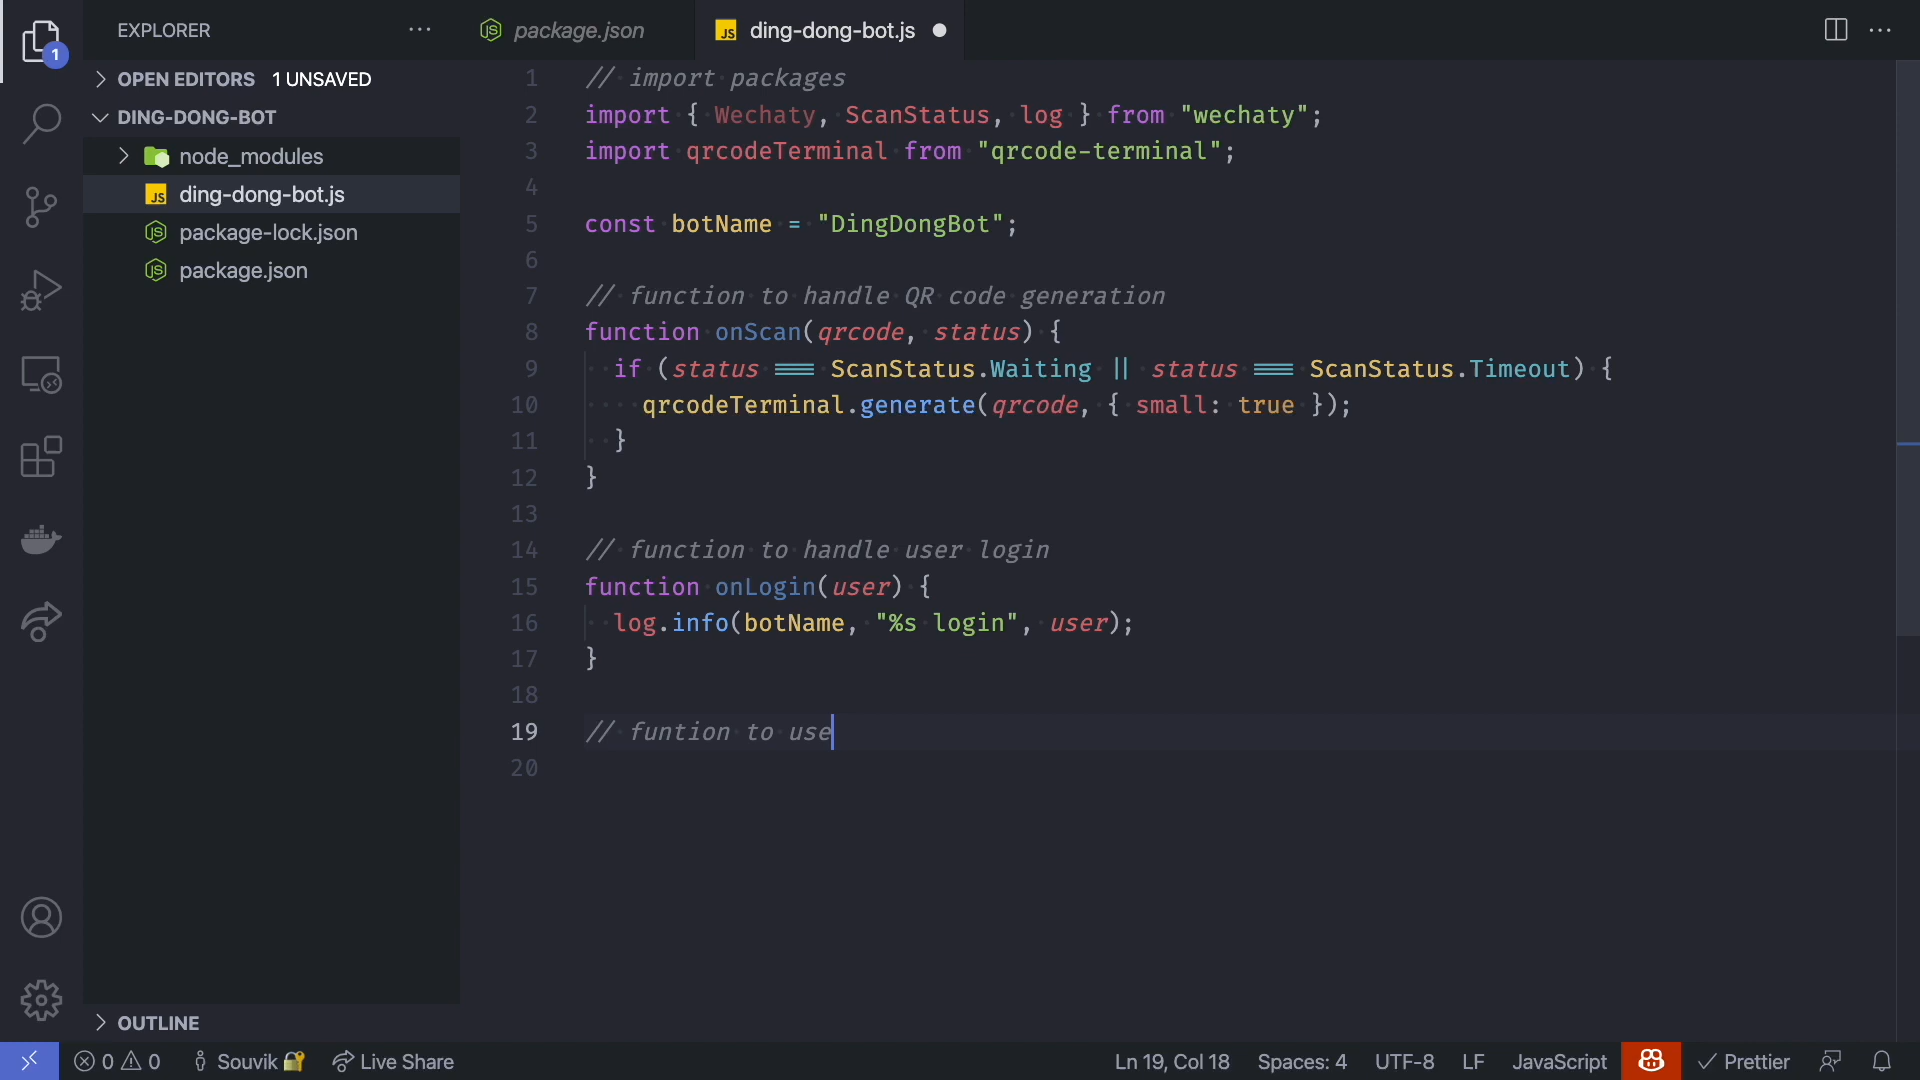 EXPLORER
package.json
JS ding-dong-bot.js
1
OPEN EDITORS 1 UNSAVED
DING-DONG-BOT
node_modules
JS ding-dong-bot.js
package-lock.json
package.json
OUTLINE
1 // import packages
2 import { Wechaty, ScanStatus, log } from "wechaty";
3 import qrcodeTerminal from "qrcode-terminal";
4
5 const botName = "DingDongBot";
6
7 // function to handle QR code generation
8 function onScan(qrcode, status) {
9 if (status === ScanStatus.Waiting || status === ScanStatus.Timeout) {
10 qrcodeTerminal.generate(qrcode, { small: true });
11 }
12 }
13
14 // function to handle user login
15 function onLogin(user) {
16 log.info(botName, "%s login", user);
17 }
18
19 // funtion to use
20
0 0 Souvik Live Share Ln 19, Col 18 Spaces: 4 UTF-8 LF JavaScript Prettier